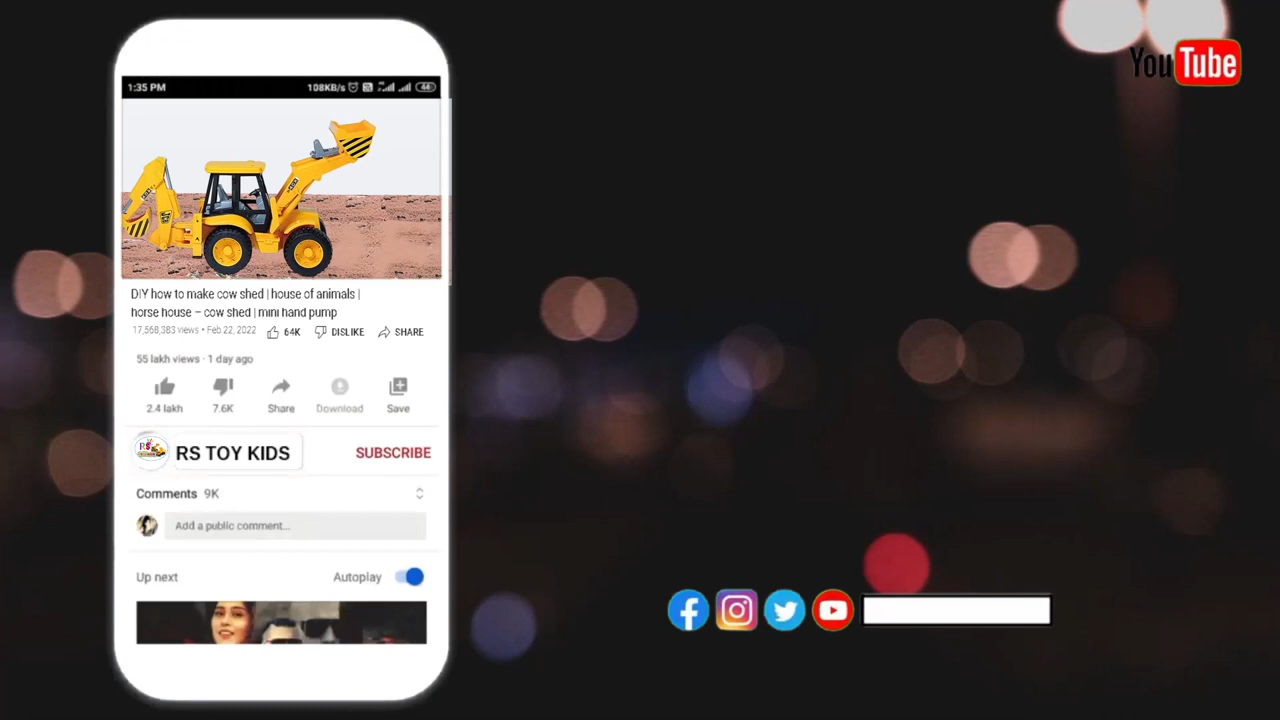 YouTube
1:35 PM 108KB/s 44
DIY how to make cow shed | house of animals |
horse house – cow shed | mini hand pump
17,568,383 views • Feb 22, 2022 64K DISLIKE SHARE
55 lakh views · 1 day ago
2.4 lakh 7.6K Share Download Save
RS TOY KIDS SUBSCRIBE
Comments 9K
Add a public comment...
Up next Autoplay